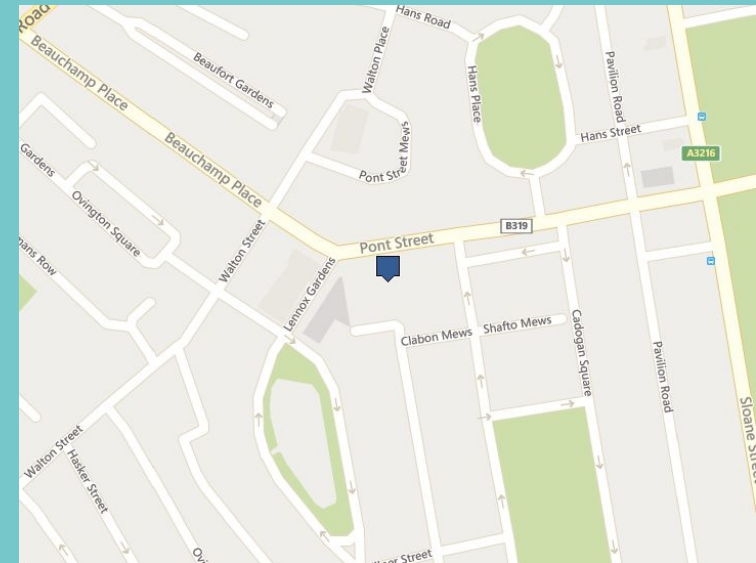 Road
Hans Road
Beauchamp Place
Beaufort Gardens
Walton Place
Hans Place
Pavilion Road
Hans Street
Pont Street Mews
A3216
Gardens
Beauchamp Place
Ovington Square
Walton Street
Pont Street
B319
Lennox Gardens
Clabon Mews
Shafto Mews
Cadogan Square
Pavilion Road
Sloane Street
Walton Street
Hasker Street
Street